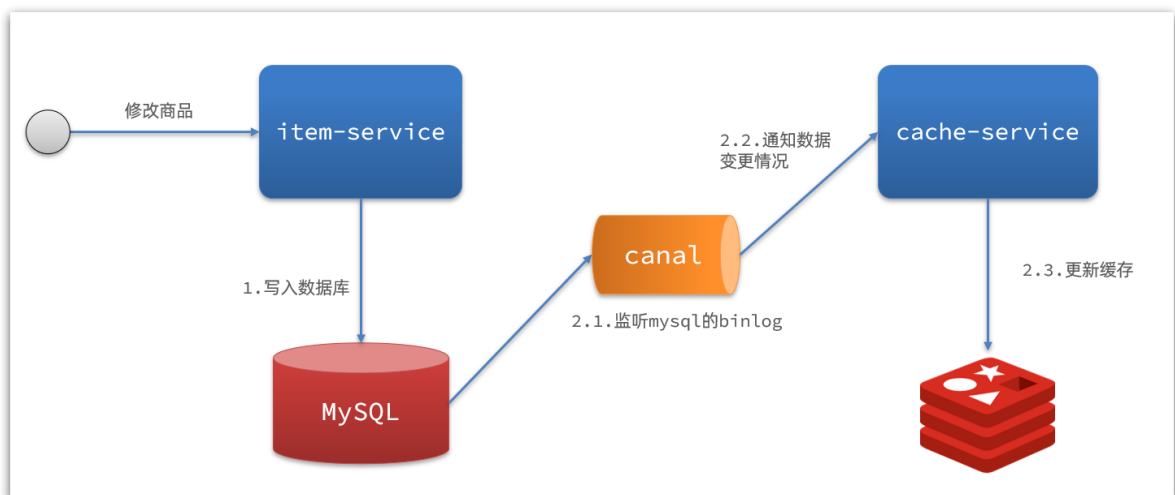 修改商品
item-service
cache-service
2.2.通知数据
变更情况
canal
1.写入数据库
2.3.更新缓存
2.1.监听mysql的binlog
MySQL